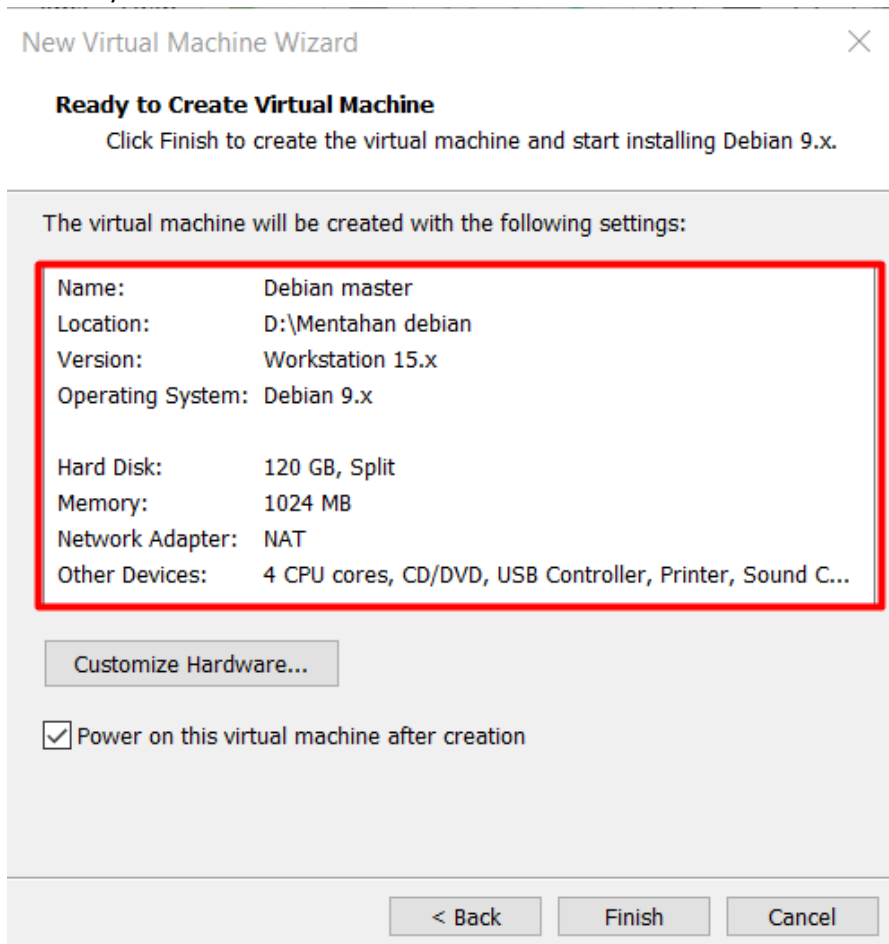 New Virtual Machine Wizard
Ready to Create Virtual Machine
Click Finish to create the virtual machine and start installing Debian 9.x.
The virtual machine will be created with the following settings:
Name: Debian master
Location: D:\Mentahan debian
Version: Workstation 15.x
Operating System: Debian 9.x
Hard Disk: 120 GB, Split
Memory: 1024 MB
Network Adapter: NAT
Other Devices: 4 CPU cores, CD/DVD, USB Controller, Printer, Sound C...
Customize Hardware...
Power on this virtual machine after creation
< Back Finish Cancel